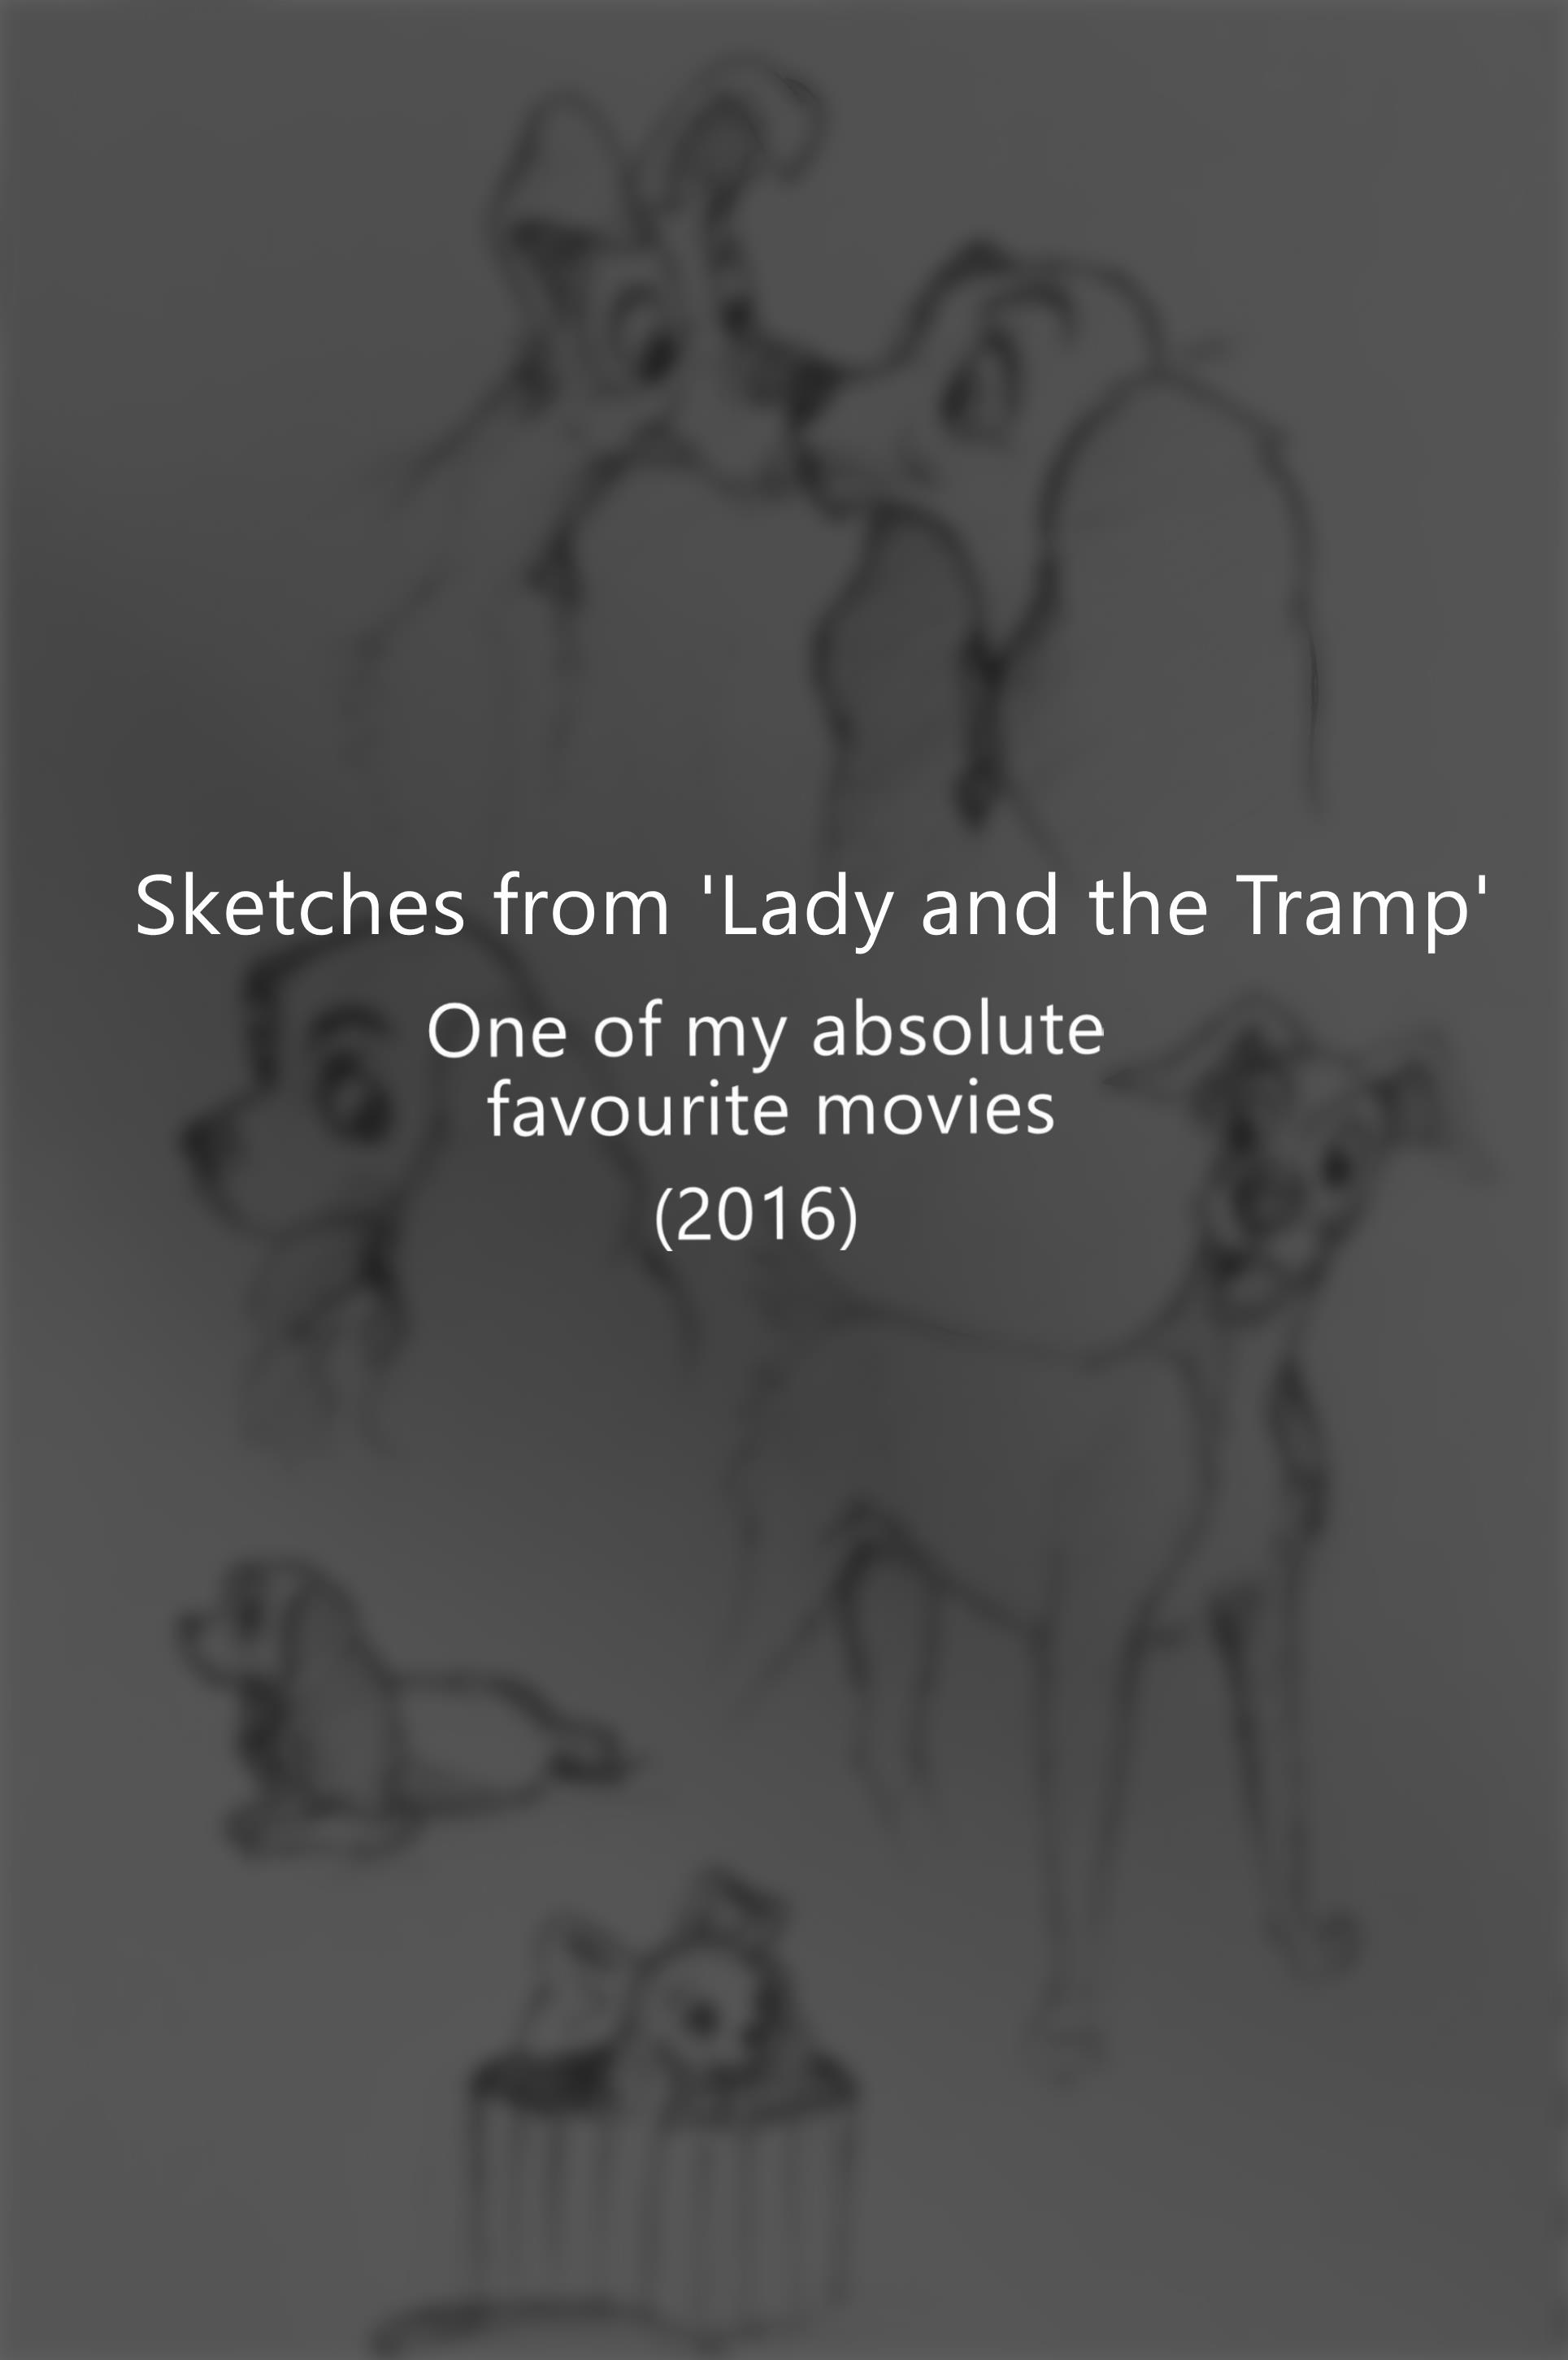 Sketches from 'Lady and the Tramp'
One of my absolute
favourite movies
(2016)